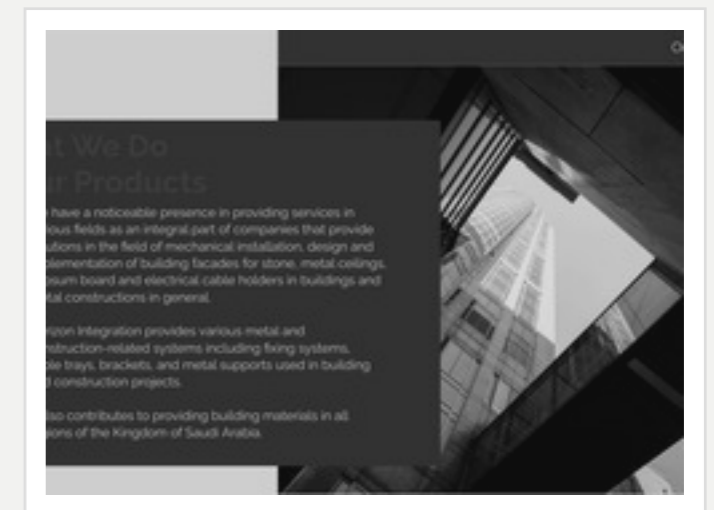 t We Do
r Products
have a noticeable presence in providing services in
ious fields as an integral part of companies that provide
utions in the field of mechanical installation, design and
plementation of building facades for stone, metal ceilings,
psum board and electrical cable holders in buildings and
tal constructions in general.
rizon Integration provides various metal and
nstruction-related systems including fixing systems,
ble trays, brackets, and metal supports used in building
d construction projects.
lso contributes to providing building materials in all
gions of the Kingdom of Saudi Arabia.